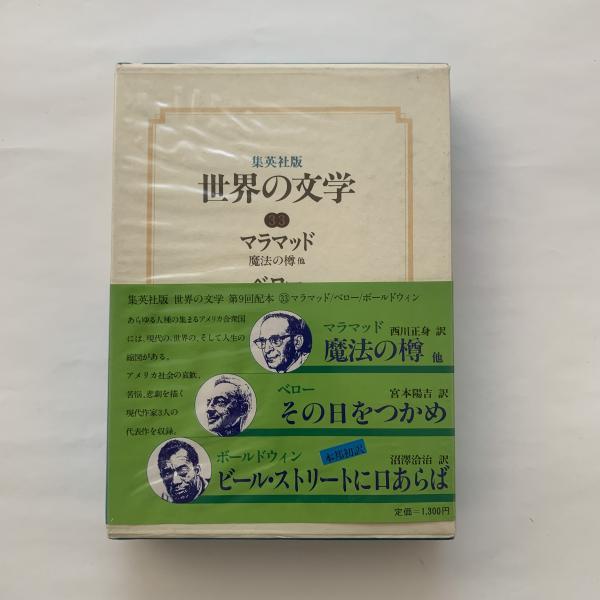 集英社版
世界の文学
33
マラマッド
魔法の樽 他
ベロー
集英社版 世界の文学 第9回配本 ㉝マラマッド/ベロー/ボールドウィン
あらゆる人種の集まるアメリカ合衆国
には、現代の、世界の、そして人生の
縮図がある。
アメリカ社会の哀歓、
苦悩、悲劇を描く
現代作家3人の
代表作を収録。
マラマッド 西川正身 訳
魔法の樽 他
ベロー 宮本陽吉 訳
その日をつかめ
ボールドウィン 本邦初訳 沼澤洽治 訳
ビール・ストリートに口あらば
定価=1,300円